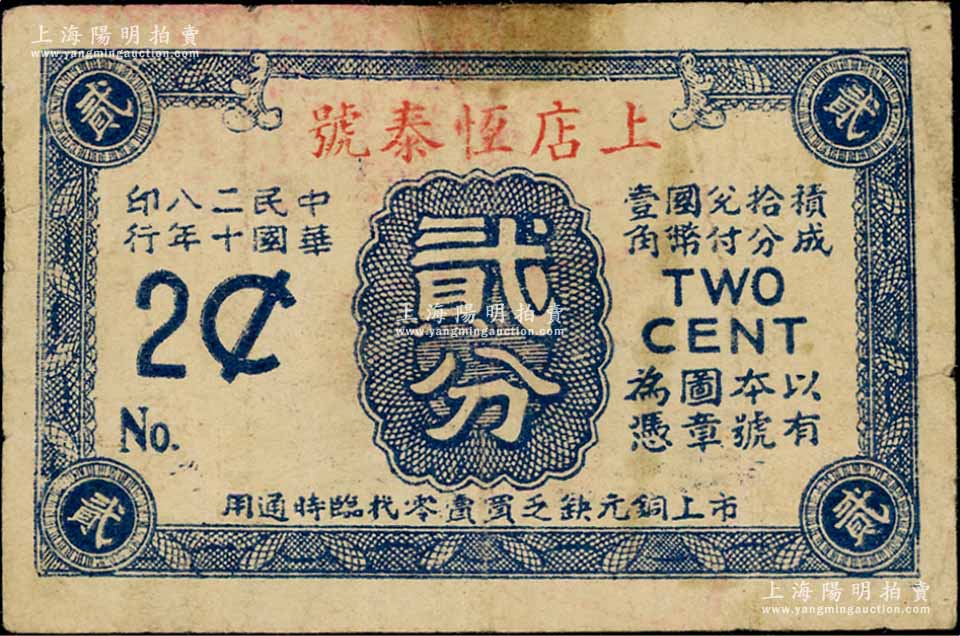 上海陽明拍賣
www.yangmingauction.com
貳
貳
上店恆泰號
積成
拾分
兌付
國幣
壹角
中華
民國
二十
八年
印行
貳分
上海陽明拍賣
www.yangmingauction.com
TWO
CENT
2₵
以有
本號
圖章
為憑
No.
市上銅元缺乏買賣零找臨時通用
貳
貳
上海陽明拍賣
www.yangmingauction.com